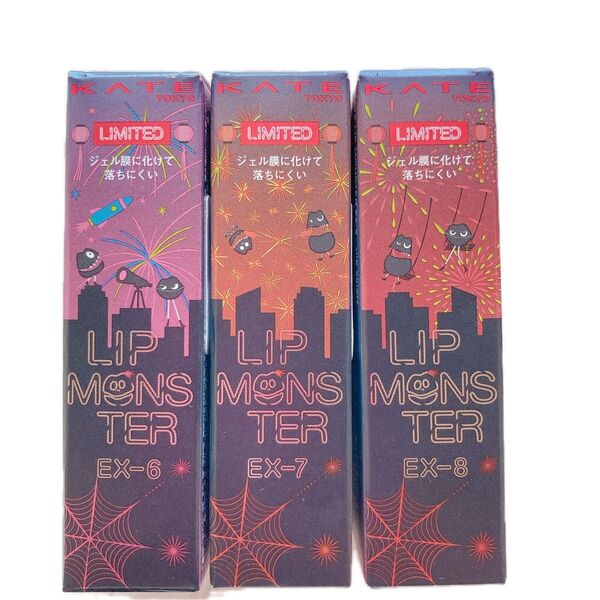 KATE
TOKYO
LIMITED
ジェル膜に化けて
落ちにくい
LIP
MONS
TER
EX-6
KATE
TOKYO
LIMITED
ジェル膜に化けて
落ちにくい
LIP
MONS
TER
EX-7
KATE
TOKYO
LIMITED
ジェル膜に化けて
落ちにくい
LIP
MONS
TER
EX-8